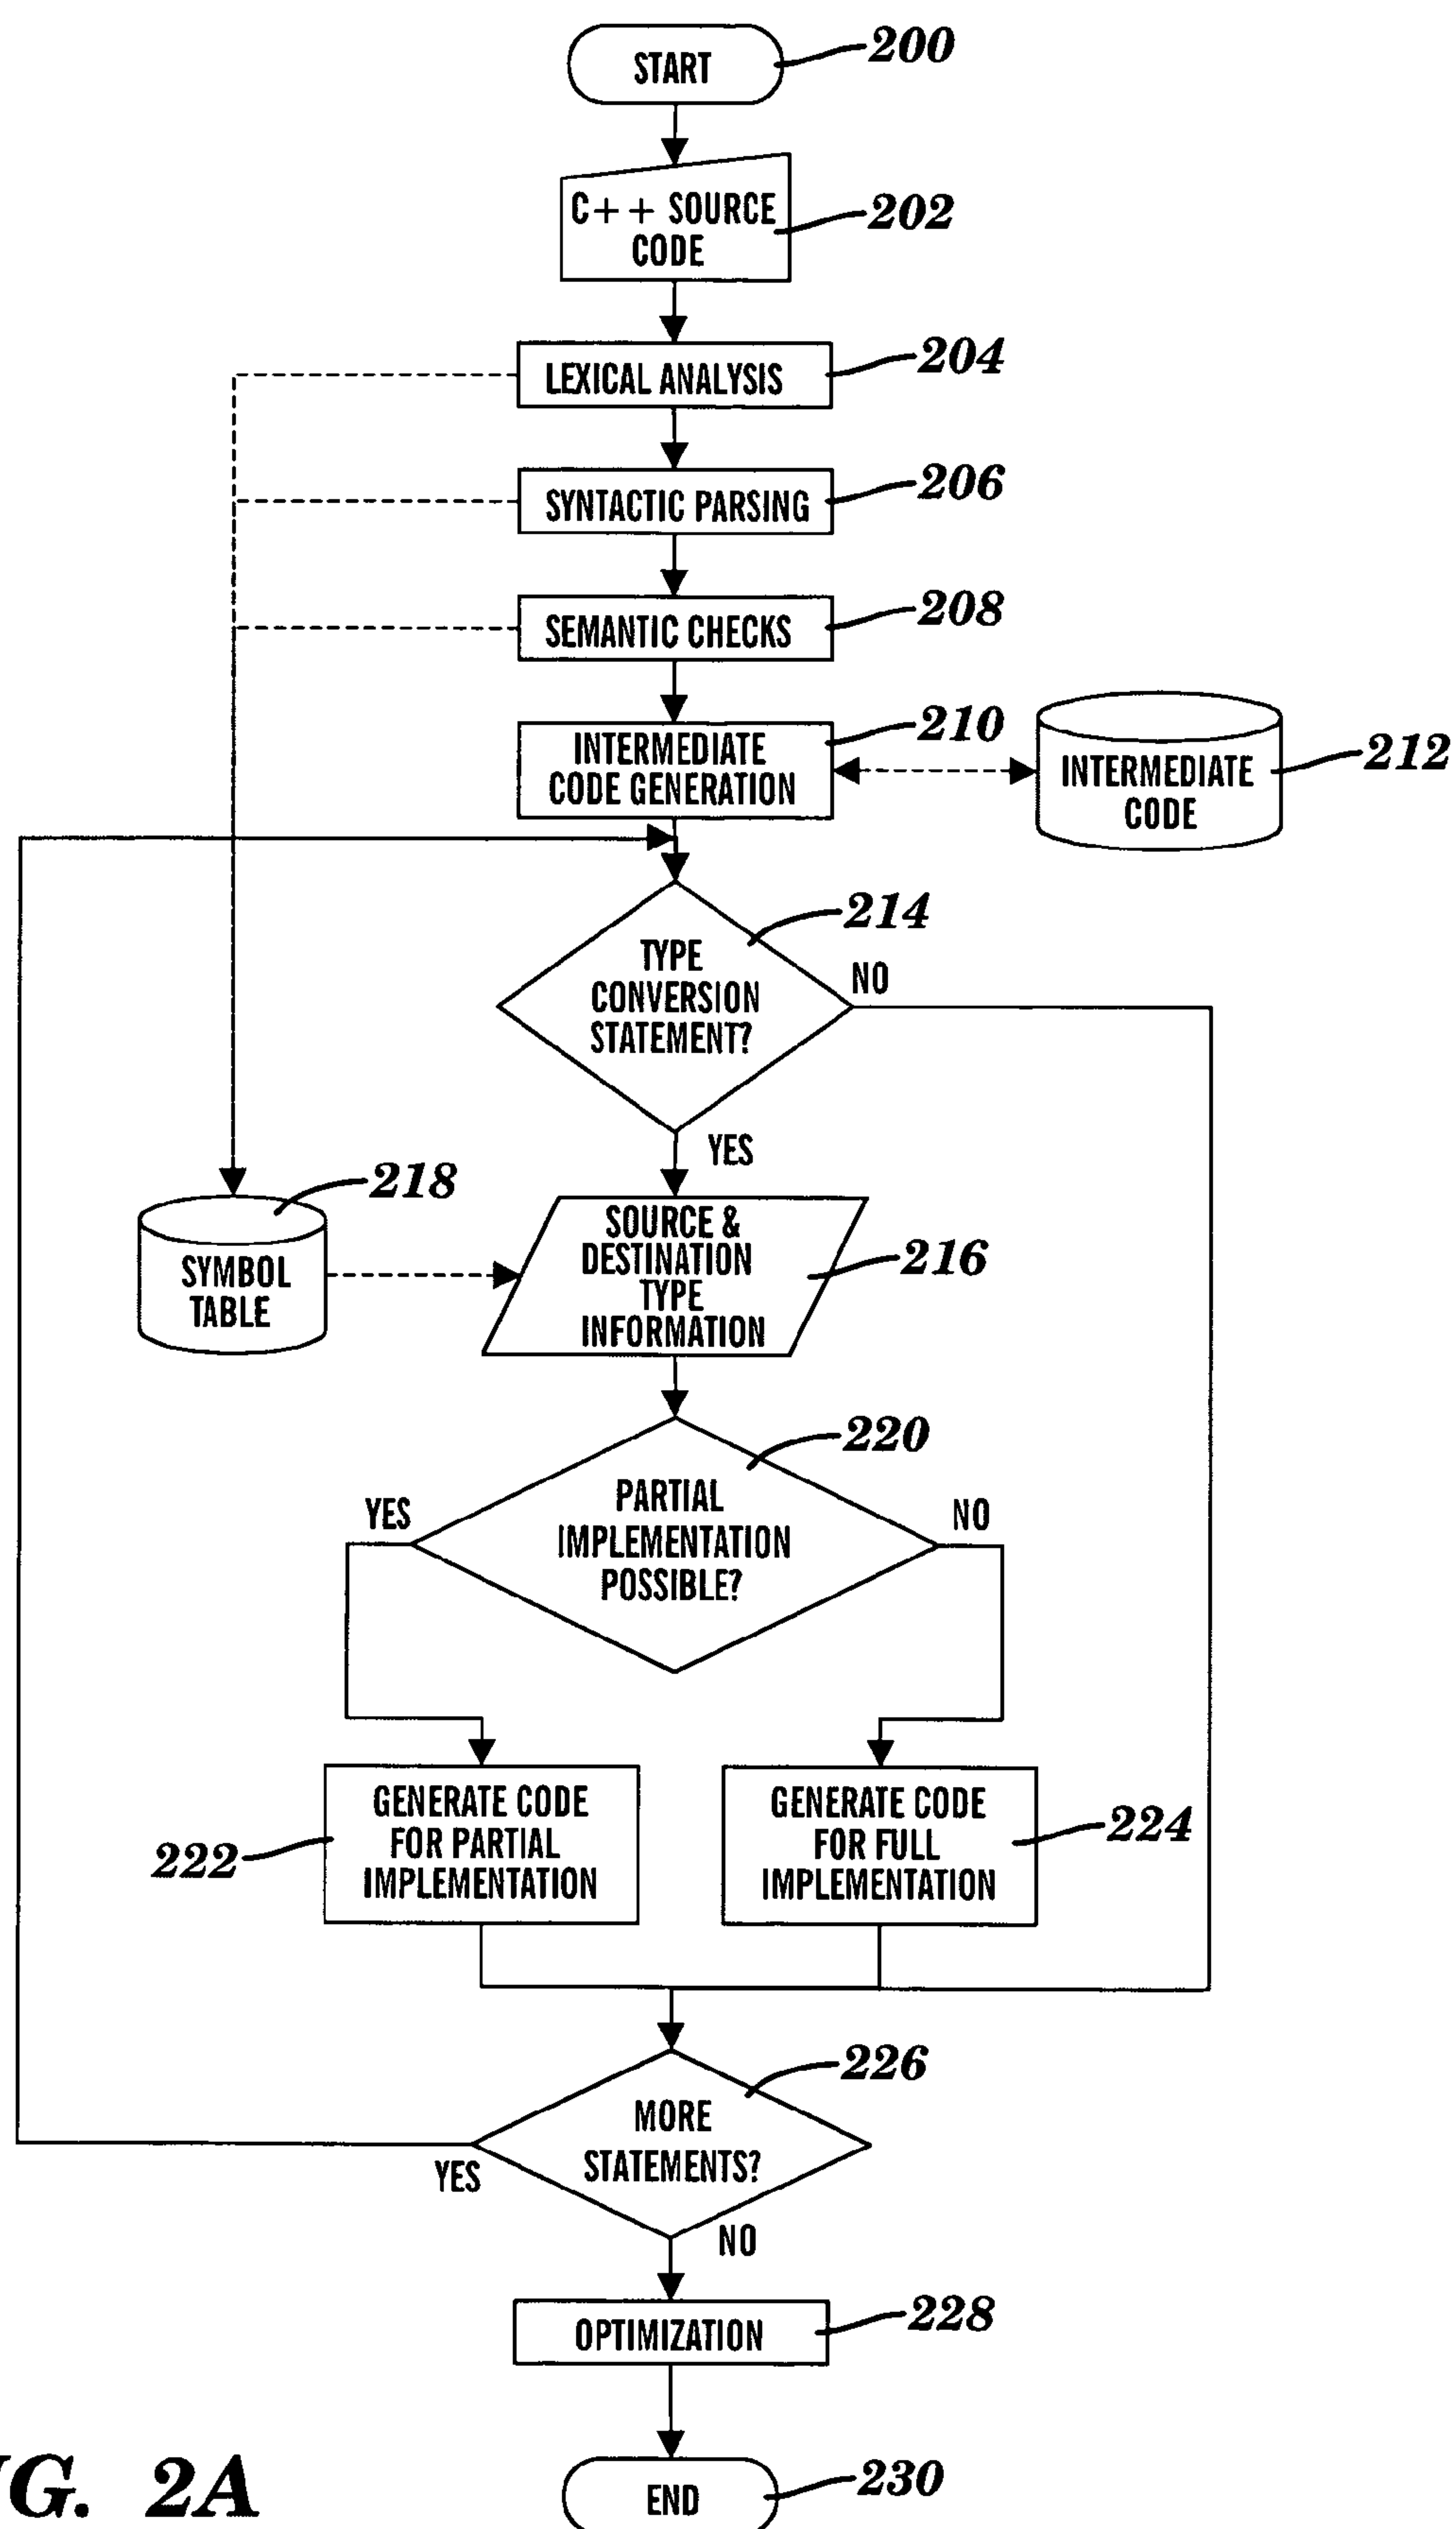 START
200
C++ SOURCE
CODE
202
LEXICAL ANALYSIS
204
SYNTACTIC PARSING
206
SEMANTIC CHECKS
208
INTERMEDIATE
CODE GENERATION
210
INTERMEDIATE
CODE
212
TYPE
CONVERSION
STATEMENT?
214
NO
YES
SYMBOL
TABLE
218
SOURCE &
DESTINATION
TYPE
INFORMATION
216
PARTIAL
IMPLEMENTATION
POSSIBLE?
220
YES
NO
GENERATE CODE
FOR PARTIAL
IMPLEMENTATION
222
GENERATE CODE
FOR FULL
IMPLEMENTATION
224
MORE
STATEMENTS?
226
YES
NO
OPTIMIZATION
228
END
230
G. 2A